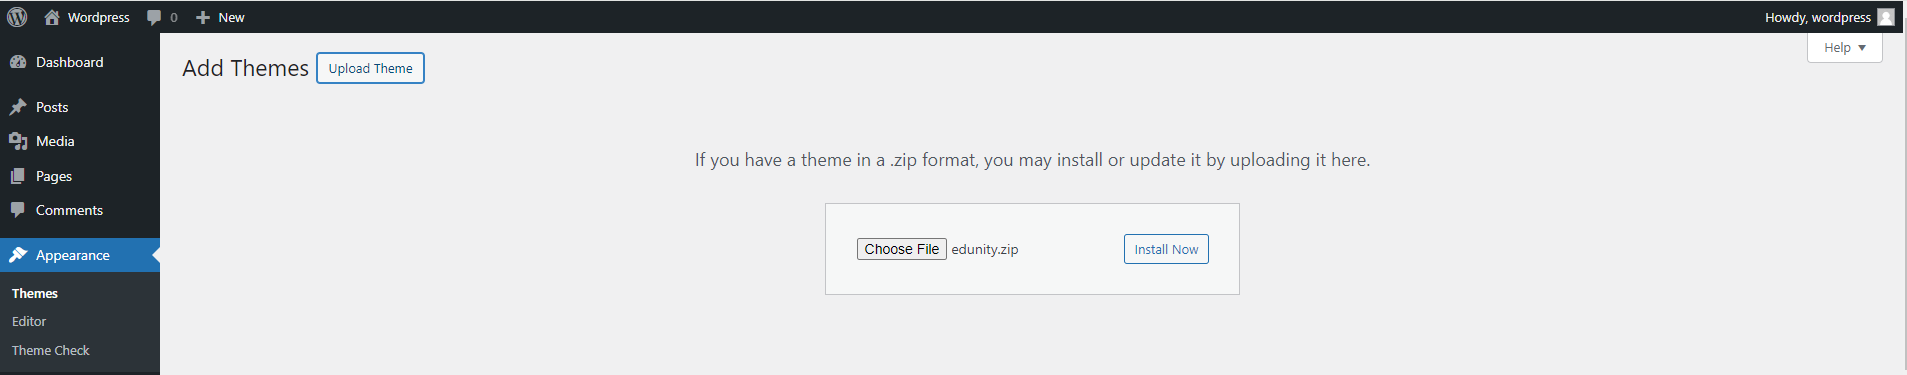 Wordpress 0 New Howdy, wordpress
Help
Dashboard
Posts
Media
Pages
Comments
Appearance
Themes
Editor
Theme Check
Add Themes Upload Theme
If you have a theme in a .zip format, you may install or update it by uploading it here.
Choose File edunity.zip Install Now